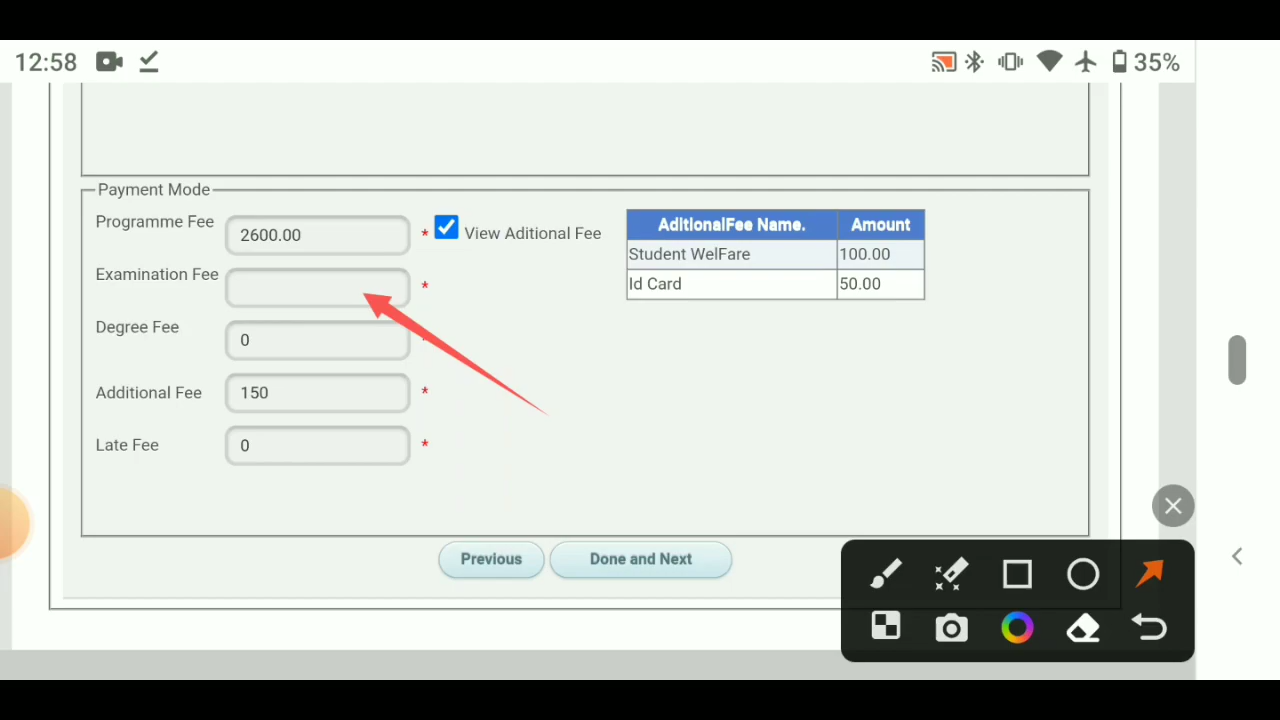 12:58
35%
Payment Mode
Programme Fee
2600.00
*
View Aditional Fee
AditionalFee Name.
Amount
Student WelFare
100.00
Id Card
50.00
Examination Fee
*
Degree Fee
0
Additional Fee
150
*
Late Fee
0
*
Previous
Done and Next